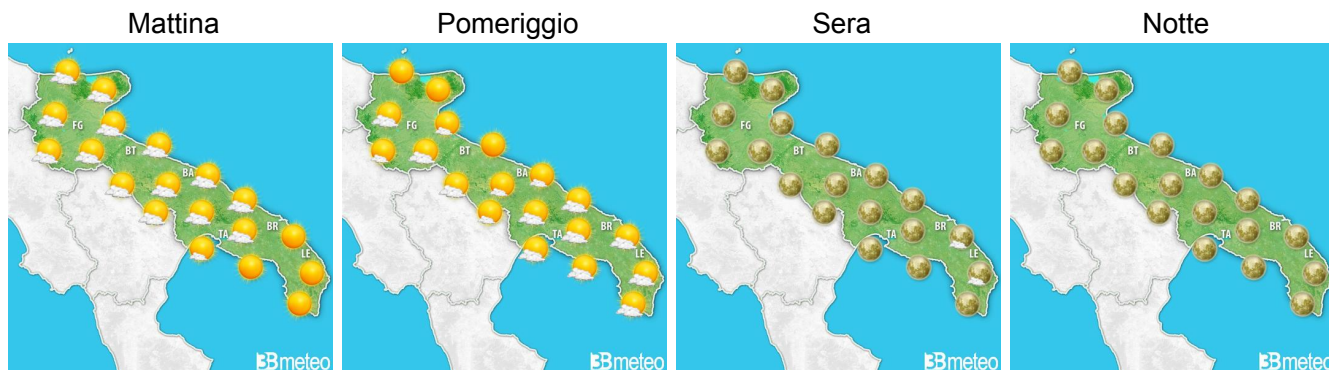 Mattina
Pomeriggio
Sera
Notte
FG
BT
BA
TA
BR
LE
3Bmeteo
FG
BT
BA
TA
BR
LE
3Bmeteo
FG
BT
BA
TA
BR
LE
3Bmeteo
FG
BT
BA
TA
BR
LE
3Bmeteo